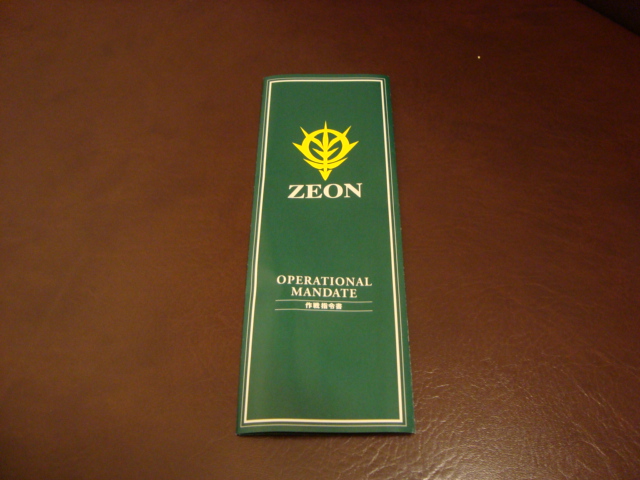 ZEON
OPERATIONAL
MANDATE
作戦指令書